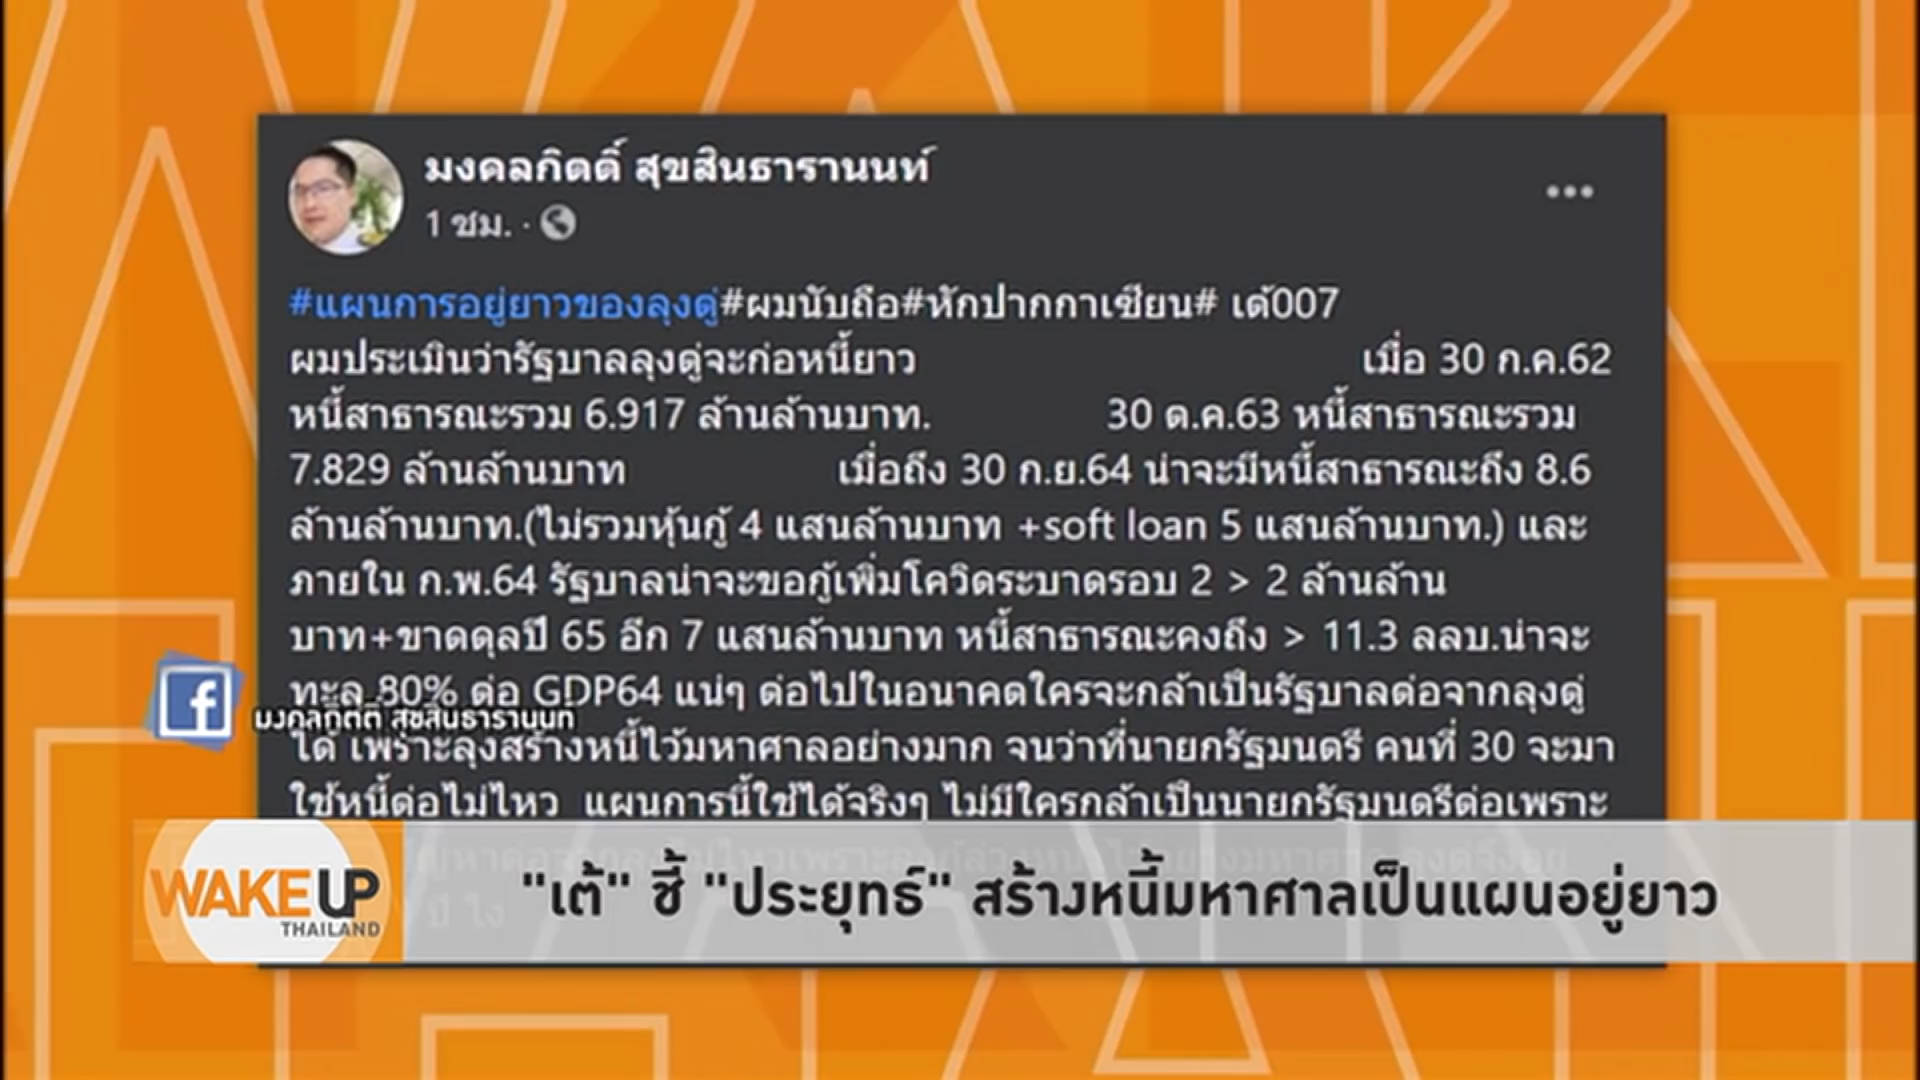 มงคลกิตติ์ สุขสินธารานนท์
1 ชม. ·
#แผนการอยู่ยาวของลุงตู่#ผมนับถือ#หักปากกาเซียน# เต้007
ผมประเมินว่ารัฐบาลลุงตู่จะก่อหนี้ยาว เมื่อ 30 ก.ค.62
หนี้สาธารณะรวม 6.917 ล้านล้านบาท. 30 ต.ค.63 หนี้สาธารณะรวม
7.829 ล้านล้านบาท เมื่อถึง 30 ก.ย.64 น่าจะมีหนี้สาธารณะถึง 8.6
ล้านล้านบาท.(ไม่รวมหุ้นกู้ 4 แสนล้านบาท +soft loan 5 แสนล้านบาท.) และ
ภายใน ก.พ.64 รัฐบาลน่าจะขอกู้เพิ่มโควิดระบาดรอบ 2 > 2 ล้านล้าน
บาท+ขาดดุลปี 65 อีก 7 แสนล้านบาท หนี้สาธารณะคงถึง > 11.3 ลลบ.น่าจะ
ทะลุ 80% ต่อ GDP64 แน่ๆ ต่อไปในอนาคตใครจะกล้าเป็นรัฐบาลต่อจากลุงตู่
ได้ เพราะลุงสร้างหนี้ไว้มหาศาลอย่างมาก จนว่าที่นายกรัฐมนตรี คนที่ 30 จะมา
ใช้หนี้ต่อไม่ไหว แผนการนี้ใช้ได้จริงๆ ไม่มีใครกล้าเป็นนายกรัฐมนตรีต่อเพราะ
f มงคลกิตติ์ สุขสินธารานนท์
WAKE UP
THAILAND
"เต้" ชี้ "ประยุทธ์" สร้างหนี้มหาศาลเป็นแผนอยู่ยาว